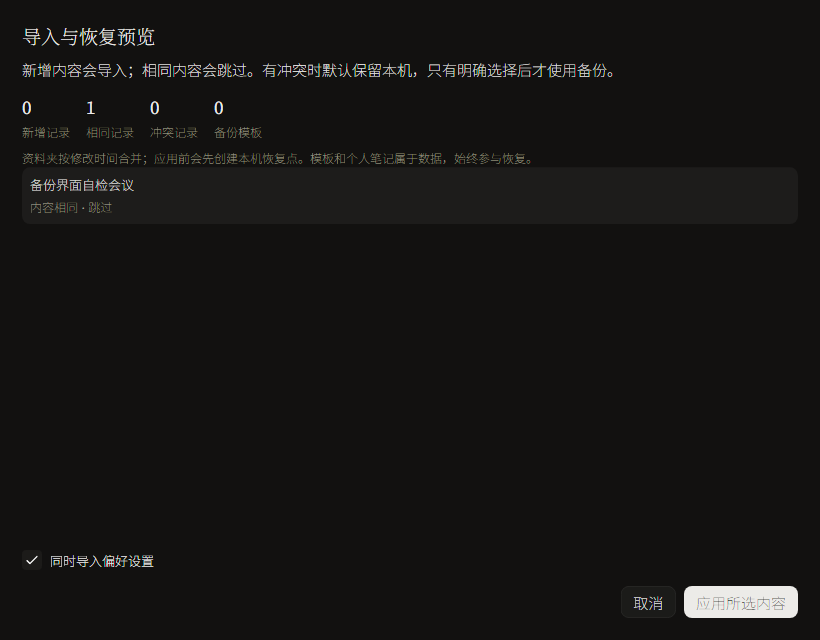 导入与恢复预览
新增内容会导入；相同内容会跳过。有冲突时默认保留本机，只有明确选择后才使用备份。
0 1 0 0
新增记录 相同记录 冲突记录 备份模板
资料夹按修改时间合并；应用前会先创建本机恢复点。模板和个人笔记属于数据，始终参与恢复。
备份界面自检会议
内容相同 · 跳过
同时导入偏好设置
取消 应用所选内容